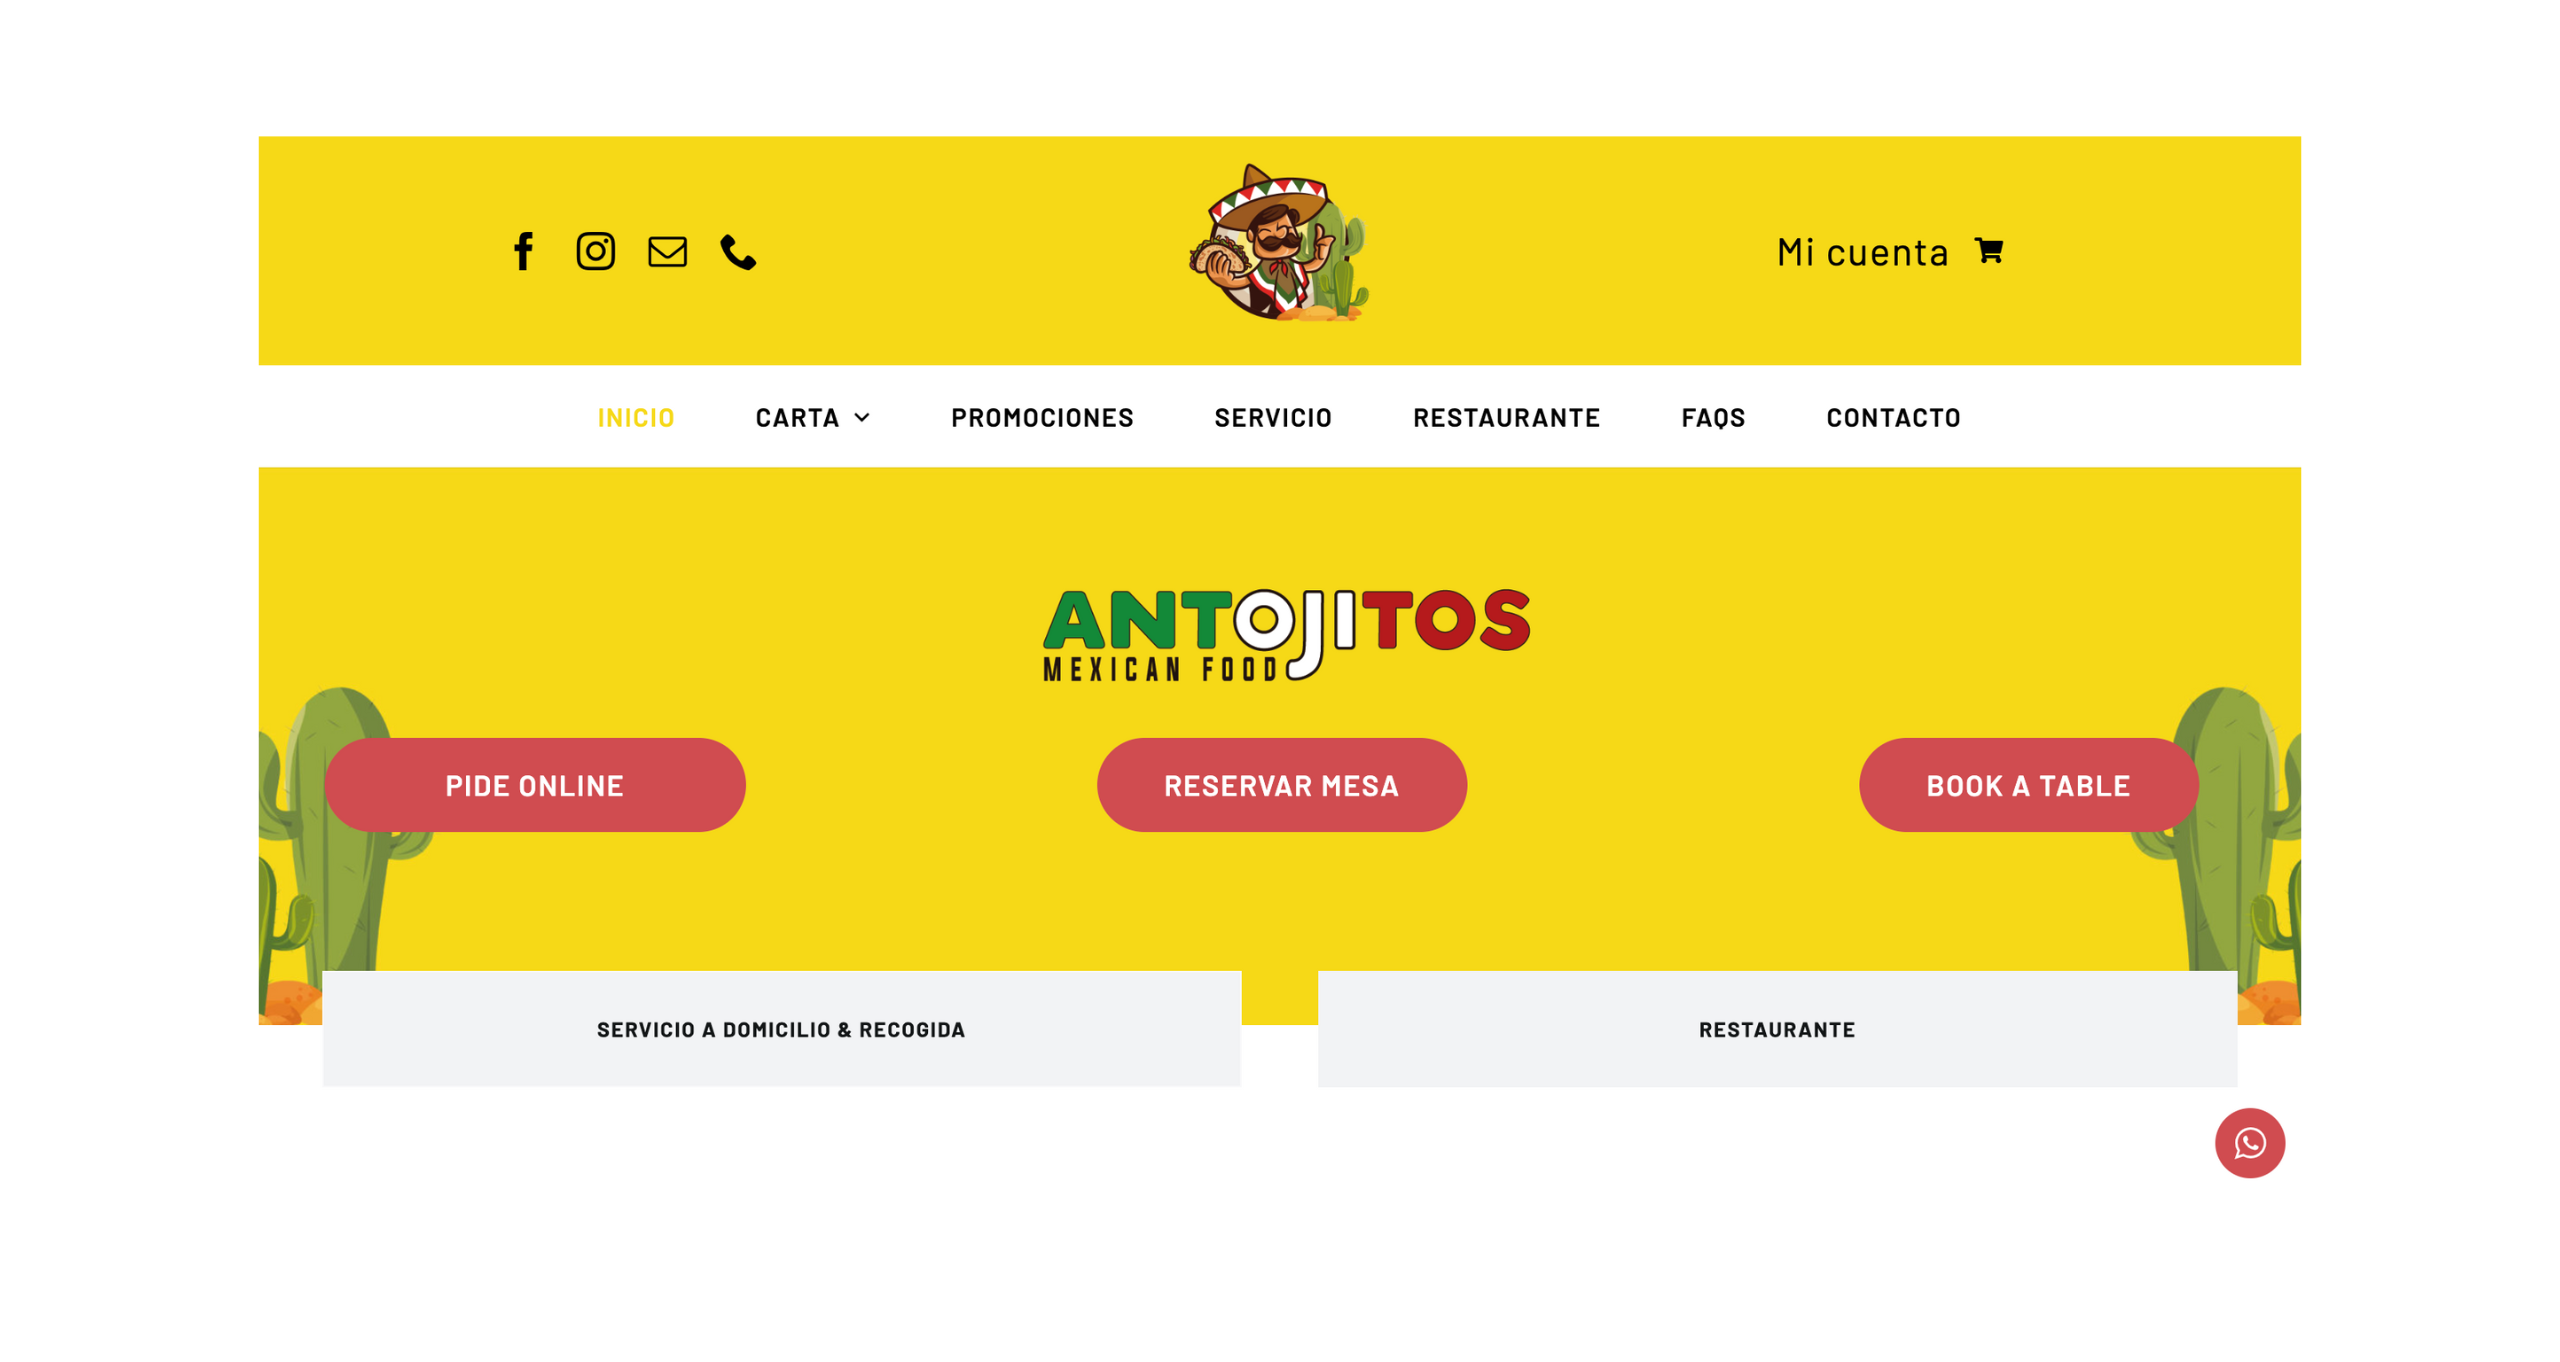 Mi cuenta
INICIO CARTA PROMOCIONES SERVICIO RESTAURANTE FAQS CONTACTO
ANTOJITOS
MEXICAN FOOD
PIDE ONLINE RESERVAR MESA BOOK A TABLE
SERVICIO A DOMICILIO & RECOGIDA RESTAURANTE